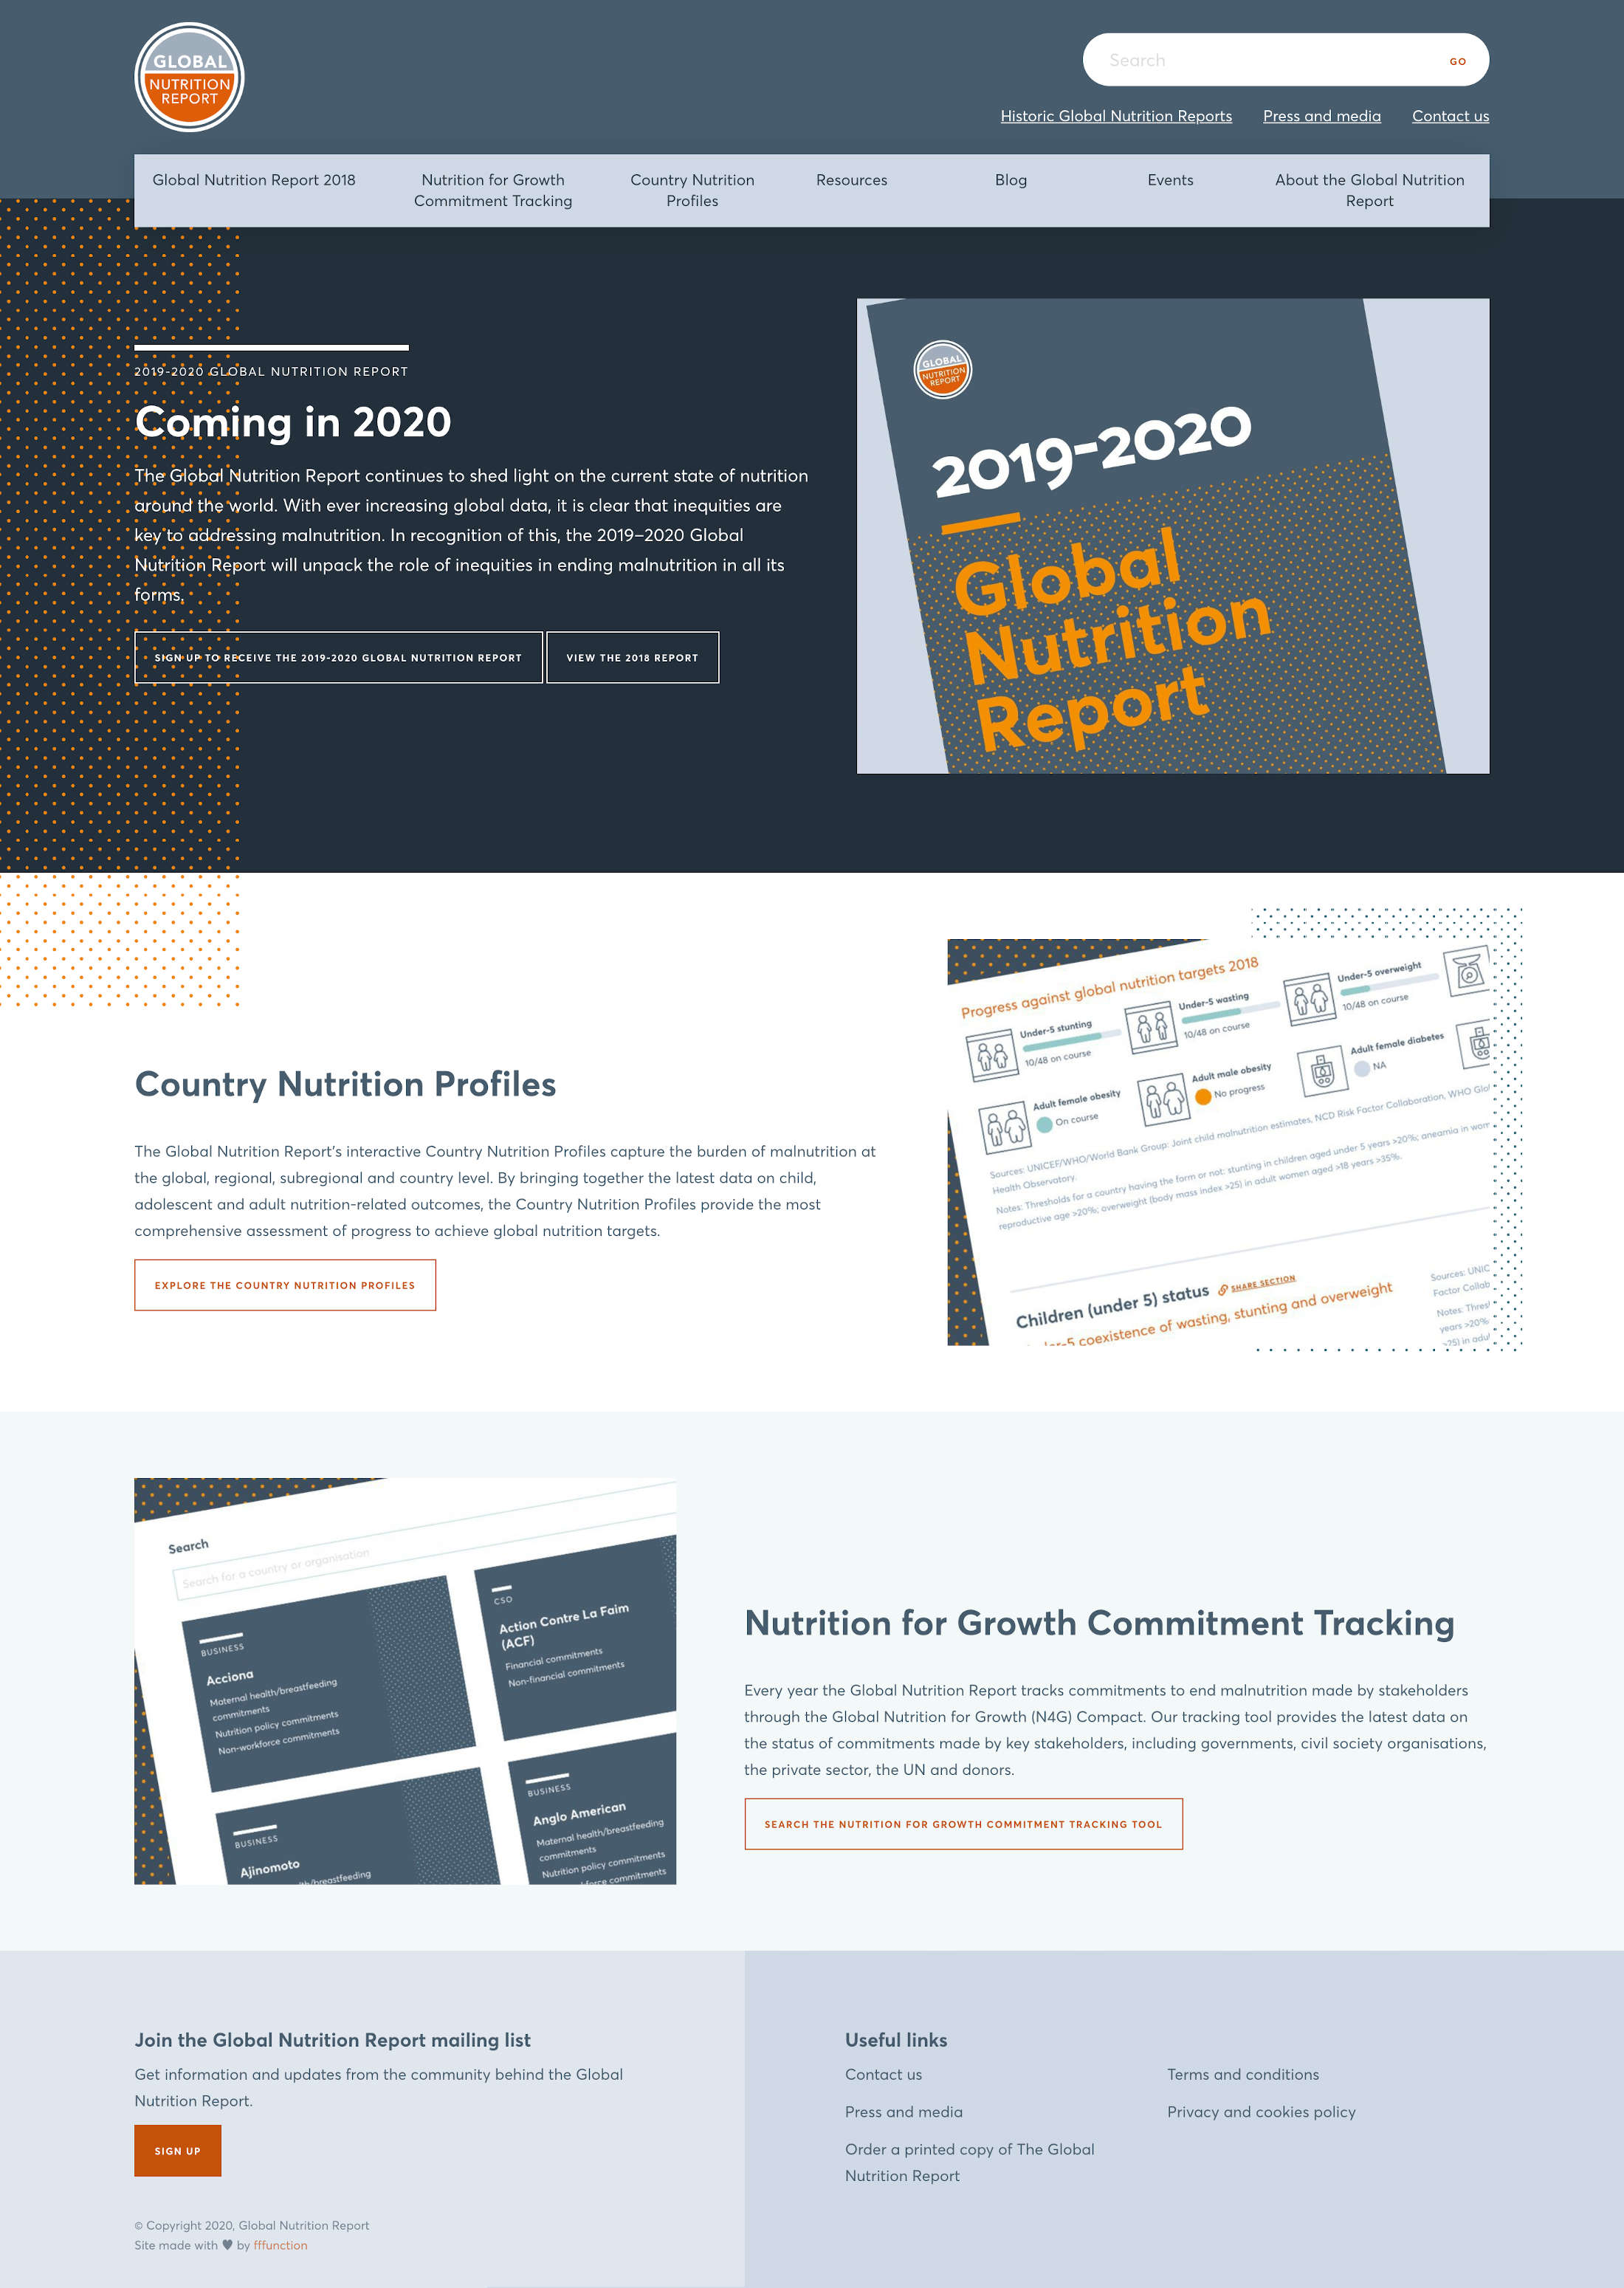 GLOBAL
NUTRITION
REPORT
Search
GO
Historic Global Nutrition Reports
Press and media
Contact us
Global Nutrition Report 2018
Nutrition for Growth
Commitment Tracking
Country Nutrition
Profiles
Resources
Blog
Events
About the Global Nutrition
Report
2019-2020 GLOBAL NUTRITION REPORT
Coming in 2020
The Global Nutrition Report continues to shed light on the current state of nutrition
around the world. With ever increasing global data, it is clear that inequities are
key to addressing malnutrition. In recognition of this, the 2019–2020 Global
Nutrition Report will unpack the role of inequities in ending malnutrition in all its
forms.
SIGN UP TO RECEIVE THE 2019-2020 GLOBAL NUTRITION REPORT
VIEW THE 2018 REPORT
GLOBAL
NUTRITION
REPORT
2019-2020
Global
Nutrition
Report
Country Nutrition Profiles
The Global Nutrition Report's interactive Country Nutrition Profiles capture the burden of malnutrition at
the global, regional, subregional and country level. By bringing together the latest data on child,
adolescent and adult nutrition-related outcomes, the Country Nutrition Profiles provide the most
comprehensive assessment of progress to achieve global nutrition targets.
EXPLORE THE COUNTRY NUTRITION PROFILES
Progress against global nutrition targets 2018
Under-5 stunting
10/48 on course
Under-5 wasting
10/48 on course
Under-5 overweight
10/48 on course
Adult female obesity
On course
Adult male obesity
No progress
Adult female diabetes
NA
Sources: UNICEF/WHO/World Bank Group: Joint child malnutrition estimates, NCD Risk Factor Collaboration, WHO
Health Observatory.
Notes: Thresholds for a country having the form or not: stunting in children aged under 5 years >20%; anaemia in
reproductive age >20%; overweight (body mass index >25) in adult women aged >18 years >35%.
Children (under 5) status
SHARE SECTION
coexistence of wasting, stunting and overweight
Sources:
Factor
Notes:
years >20%
>25) in
Search
Search for a country or organisation
BUSINESS
Acciona
Maternal health/breastfeeding
commitments
Nutrition policy commitments
Non-workforce commitments
CSO
Action Contre La Faim
(ACF)
Financial commitments
Non-financial commitments
BUSINESS
Ajinomoto
BUSINESS
Anglo American
Maternal health/breastfeeding
commitments
Nutrition policy commitments
commitments
Nutrition for Growth Commitment Tracking
Every year the Global Nutrition Report tracks commitments to end malnutrition made by stakeholders
through the Global Nutrition for Growth (N4G) Compact. Our tracking tool provides the latest data on
the status of commitments made by key stakeholders, including governments, civil society organisations,
the private sector, the UN and donors.
SEARCH THE NUTRITION FOR GROWTH COMMITMENT TRACKING TOOL
Join the Global Nutrition Report mailing list
Get information and updates from the community behind the Global
Nutrition Report.
SIGN UP
© Copyright 2020, Global Nutrition Report
Site made with ♥ by fffunction
Useful links
Contact us
Press and media
Order a printed copy of The Global
Nutrition Report
Terms and conditions
Privacy and cookies policy